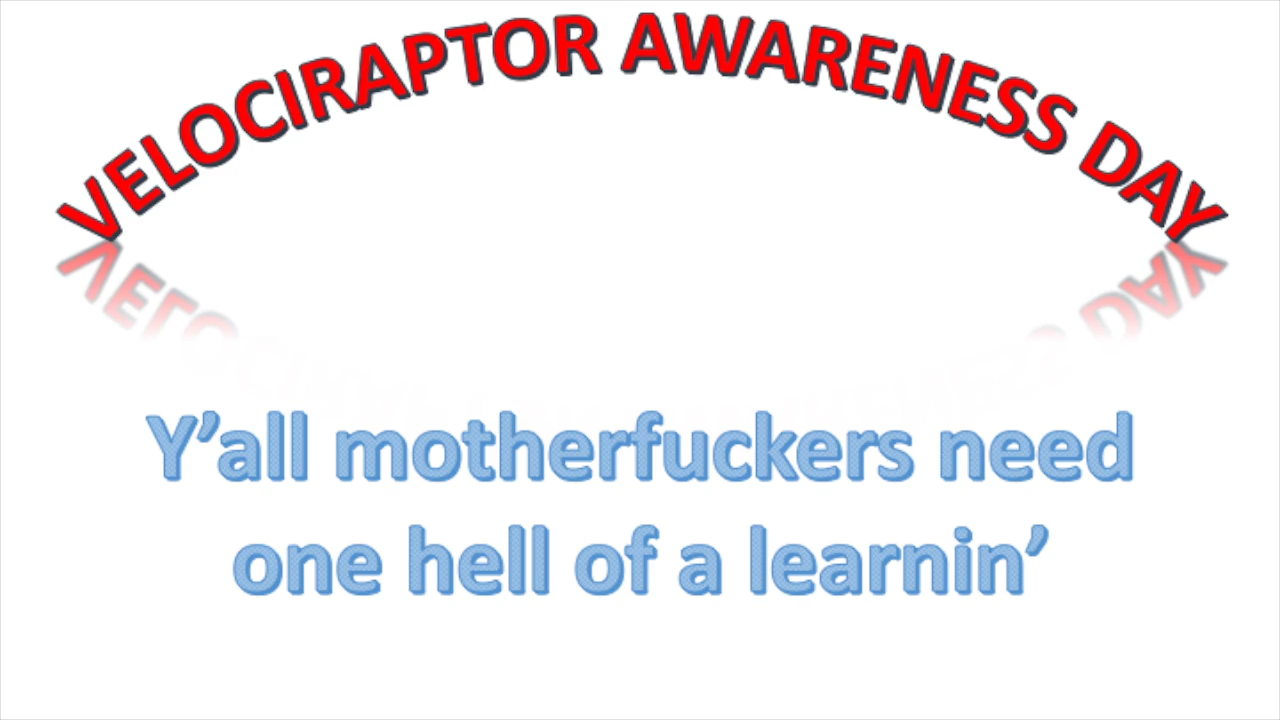 VELOCIRAPTOR AWARENESS DAY
Y’all motherfuckers need
one hell of a learnin’